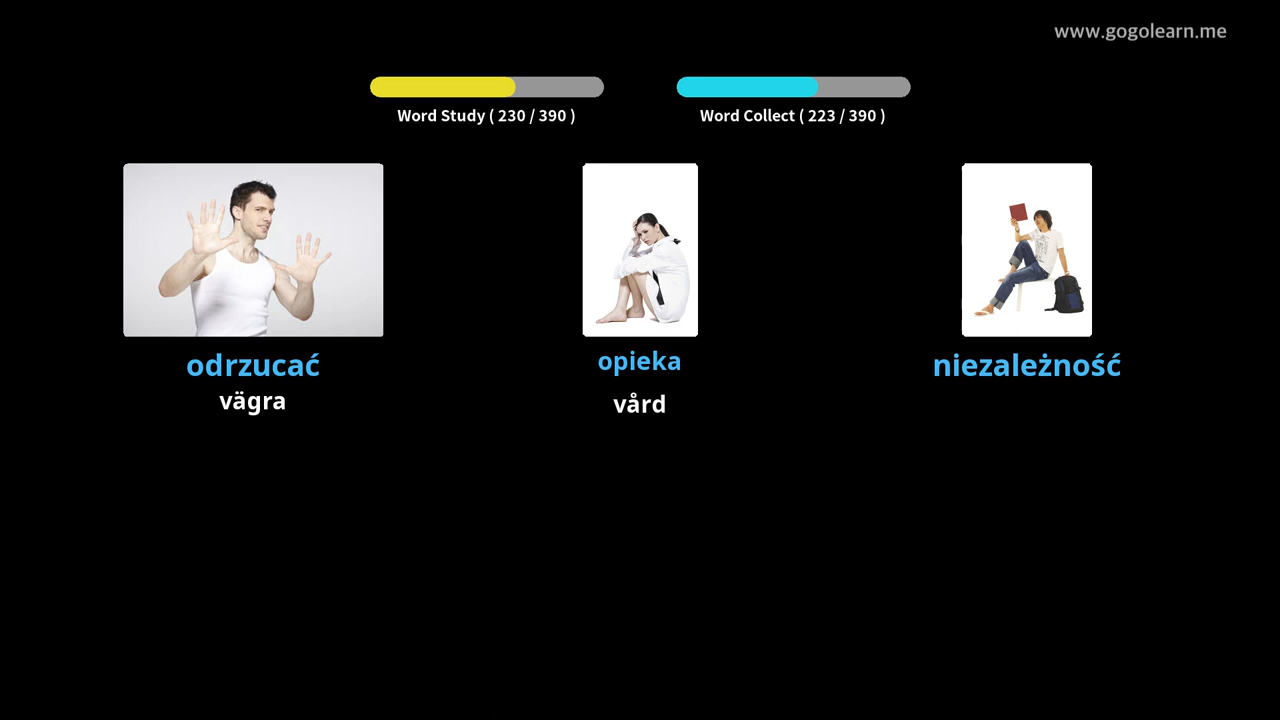 www.gogolearn.me
Word Study ( 230 / 390 )
Word Collect ( 223 / 390 )
odrzucać
vägra
opieka
vård
niezależność